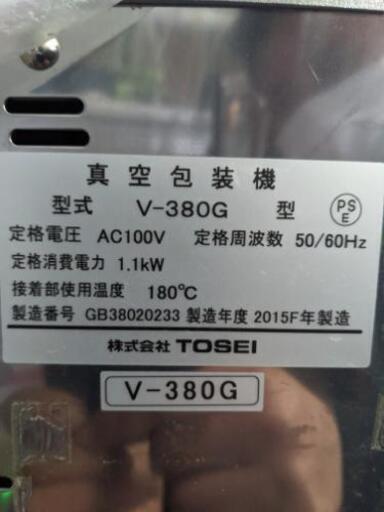 真空包装機
型式 V-380G 型 PSE
定格電圧 AC100V 定格周波数 50/60Hz
定格消費電力 1.1kW
接着部使用温度 180℃
製造番号 GB38020233 製造年度 2015F年製造
株式会社 TOSEI
V-380G